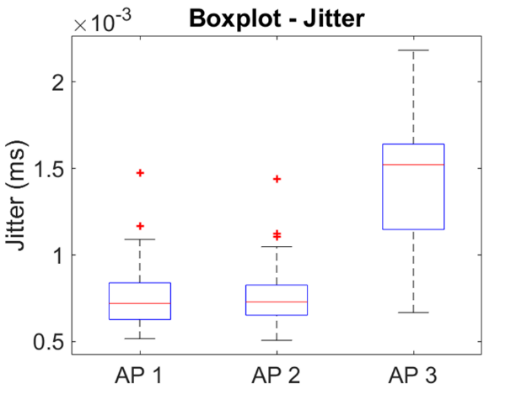 ×10⁻³
Boxplot - Jitter
2
1.5
1
0.5
Jitter (ms)
AP 1
AP 2
AP 3